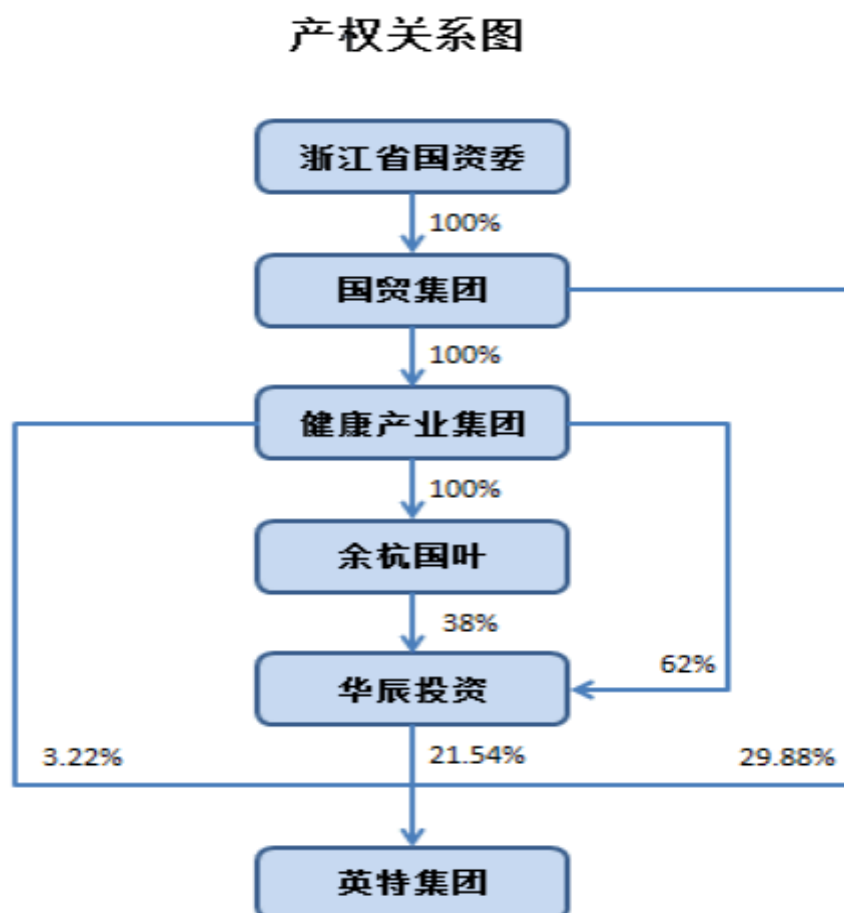 产权关系图
浙江省国资委
100%
国贸集团
100%
健康产业集团
100%
余杭国叶
38%
华辰投资
62%
3.22%
21.54%
29.88%
英特集团